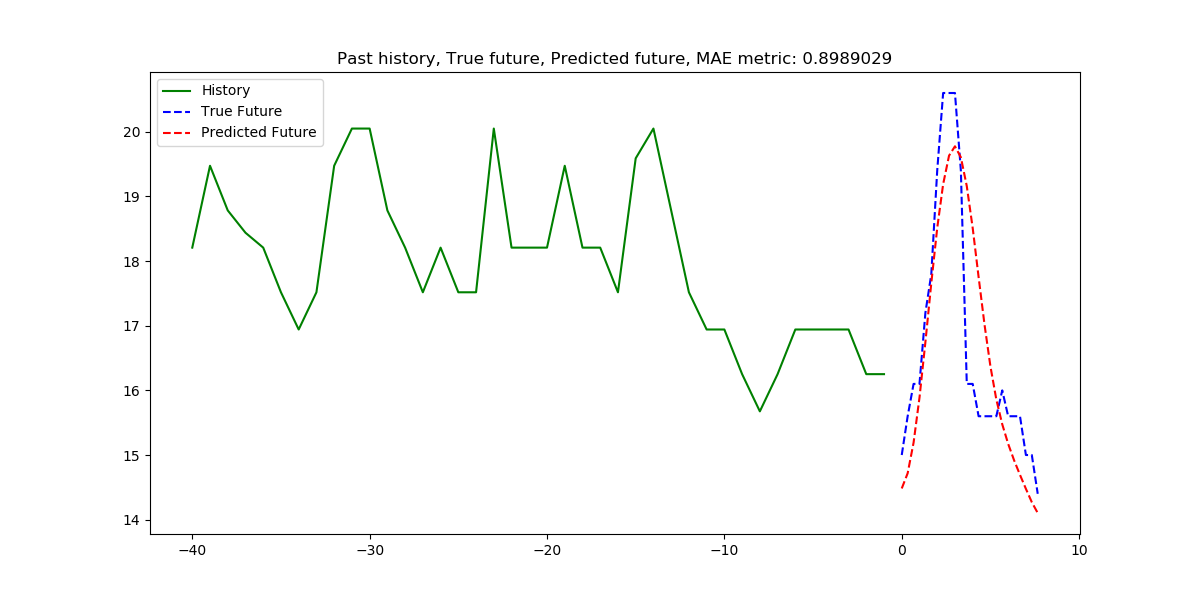 Past history, True future, Predicted future, MAE metric: 0.8989029
History
True Future
Predicted Future
20
19
18
17
16
15
14
−40 −30 −20 −10 0 10